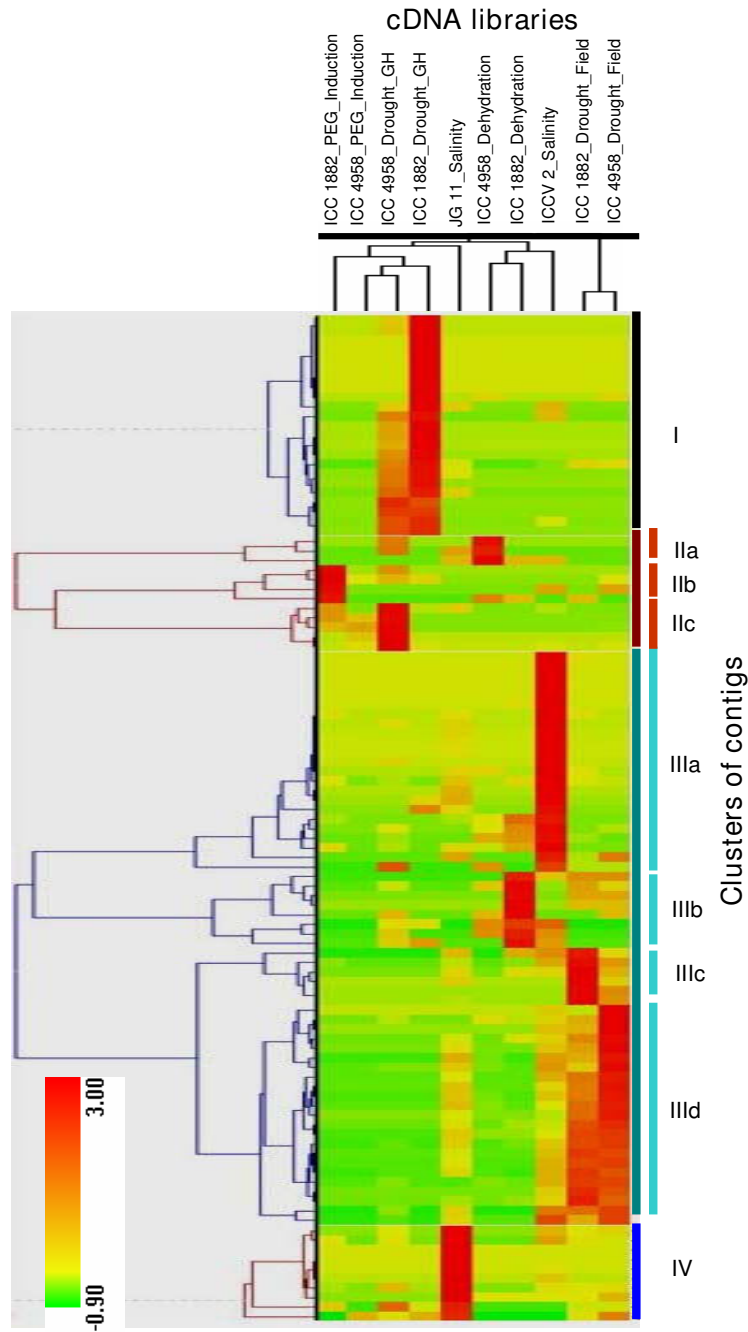 cDNA libraries
ICC 1882_PEG_Induction
ICC 4958_PEG_Induction
ICC 4958_Drought_GH
ICC 1882_Drought_GH
JG 11_Salinity
ICC 4958_Dehydration
ICC 1882_Dehydration
ICCV 2_Salinity
ICC 1882_Drought_Field
ICC 4958_Drought_Field
I
IIa
IIb
IIc
IIIa
IIIb
IIIc
IIId
IV
Clusters of contigs
3.00
-0.90